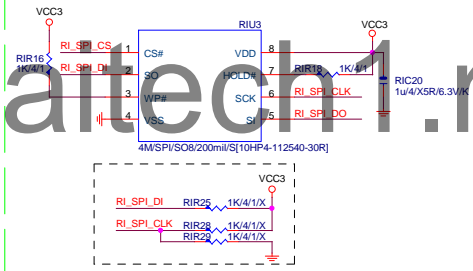 VCC3
RIU3
VCC3
RIR16
1K/4/1
RI_SPI_CS
1
CS#
VDD
8
RI_SPI_DI
2
SO
HOLD#
7
RIR18
1K/4/1
3
WP#
SCK
6
RI_SPI_CLK
RIC20
1u/4/X5R/6.3V/K
4
VSS
SI
5
RI_SPI_DO
aitech1.r
4M/SPI/SO8/200mil/S[10HP4-112540-30R]
VCC3
RI_SPI_DI
RIR25
1K/4/1/X
RI_SPI_CLK
RIR28
1K/4/1/X
RIR29
1K/4/1/X